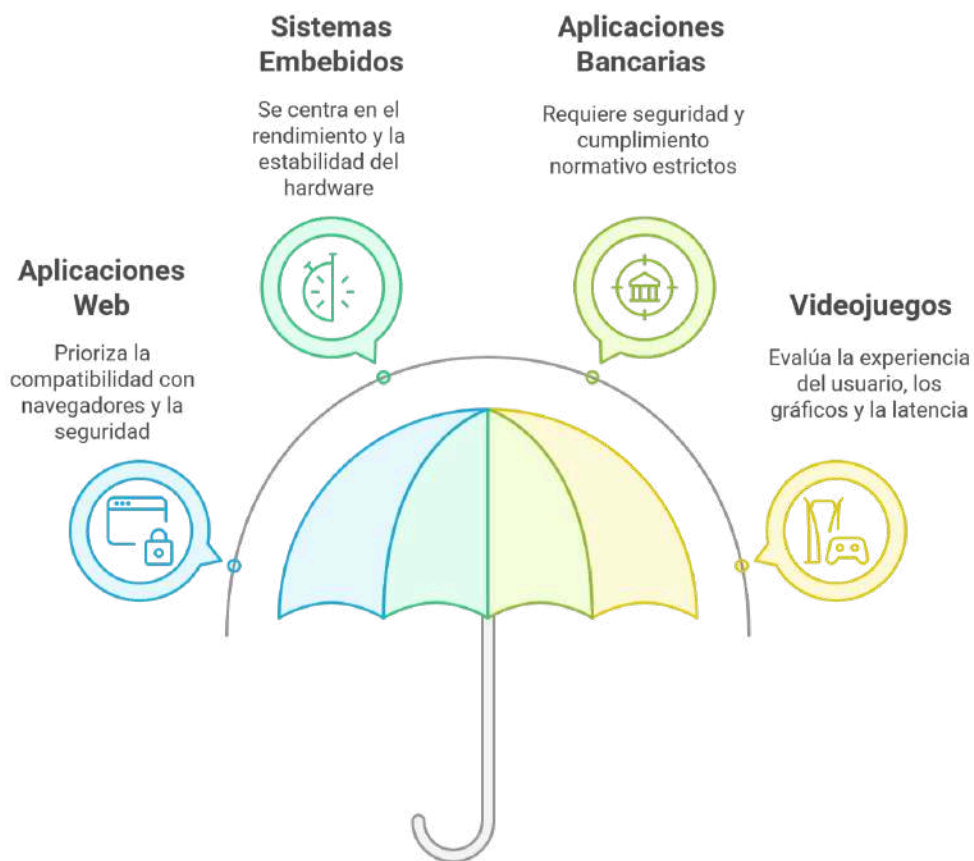 Sistemas
Embebidos
Se centra en el
rendimiento y la
estabilidad del
hardware
Aplicaciones
Bancarias
Requiere seguridad y
cumplimiento
normativo estrictos
Aplicaciones
Web
Prioriza la
compatibilidad con
navegadores y la
seguridad
Videojuegos
Evalúa la experiencia
del usuario, los
gráficos y la latencia